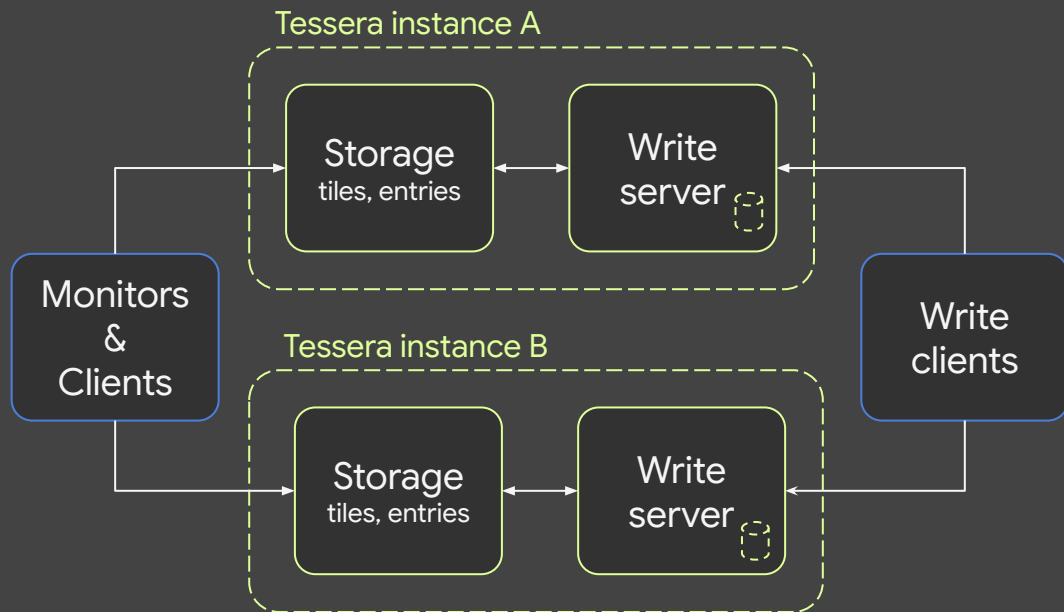 Tessera instance A
Storage
tiles, entries
Write
server
Monitors
&
Clients
Write
clients
Tessera instance B
Storage
tiles, entries
Write
server